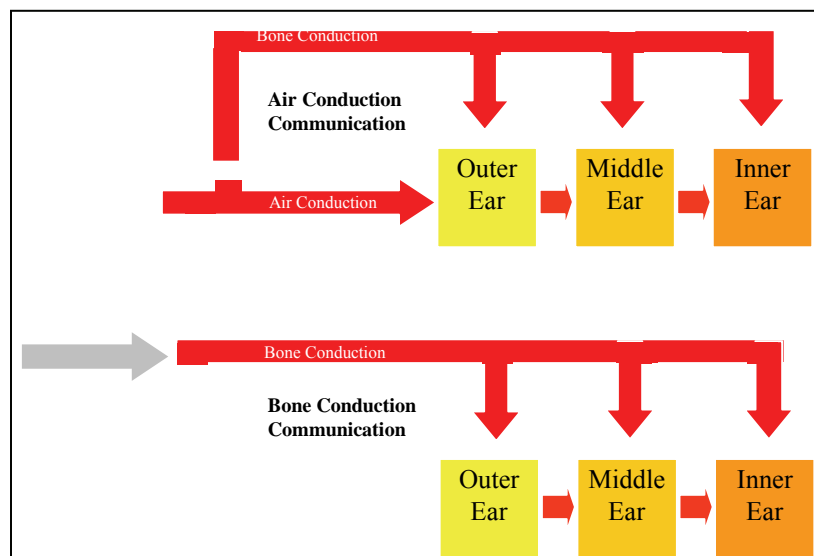 Bone Conduction
Air Conduction
Communication
Outer
Ear
Middle
Ear
Inner
Ear
Air Conduction
Bone Conduction
Bone Conduction
Communication
Outer
Ear
Middle
Ear
Inner
Ear